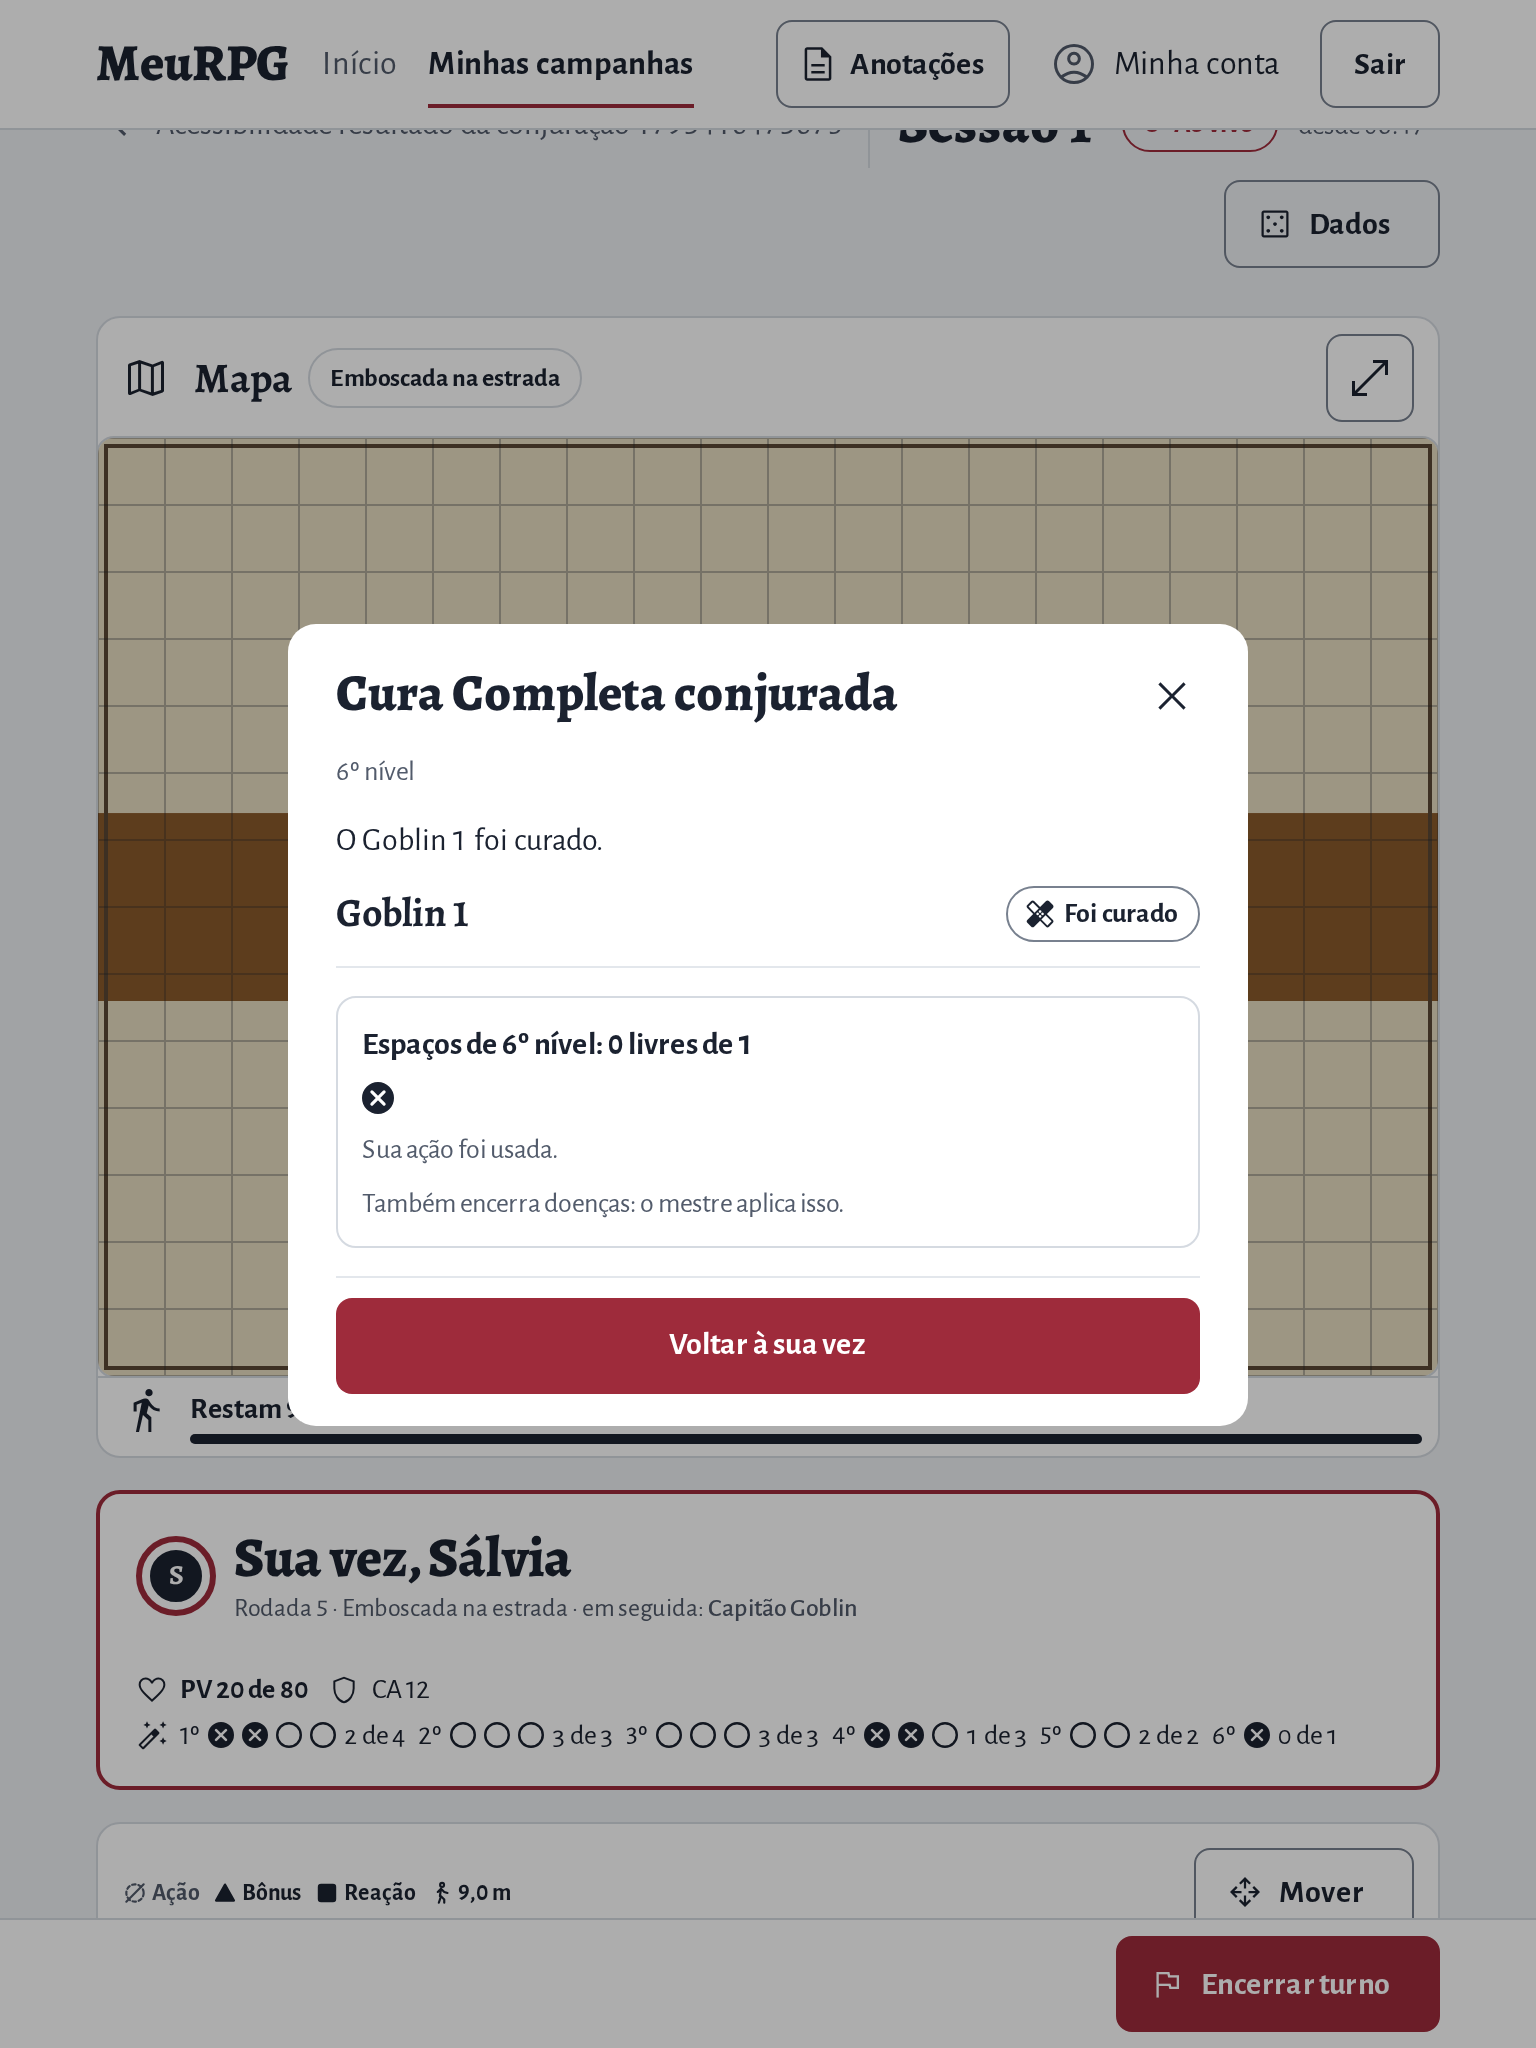 MeuRPG Início Minhas campanhas Anotações Minha conta Sair
Sessão 1
Dados
Mapa Emboscada na estrada
Cura Completa conjurada
6º nível
O Goblin 1 foi curado.
Goblin 1 Foi curado
Espaços de 6º nível: 0 livres de 1
Sua ação foi usada.
Também encerra doenças: o mestre aplica isso.
Voltar à sua vez
Restam
S Sua vez, Sálvia
Rodada 5 · Emboscada na estrada · em seguida: Capitão Goblin
PV 20 de 80 CA 12
1º 2 de 4 2º 3 de 3 3º 3 de 3 4º 1 de 3 5º 2 de 2 6º 0 de 1
Ação Bônus Reação 9,0 m Mover
Encerrar turno